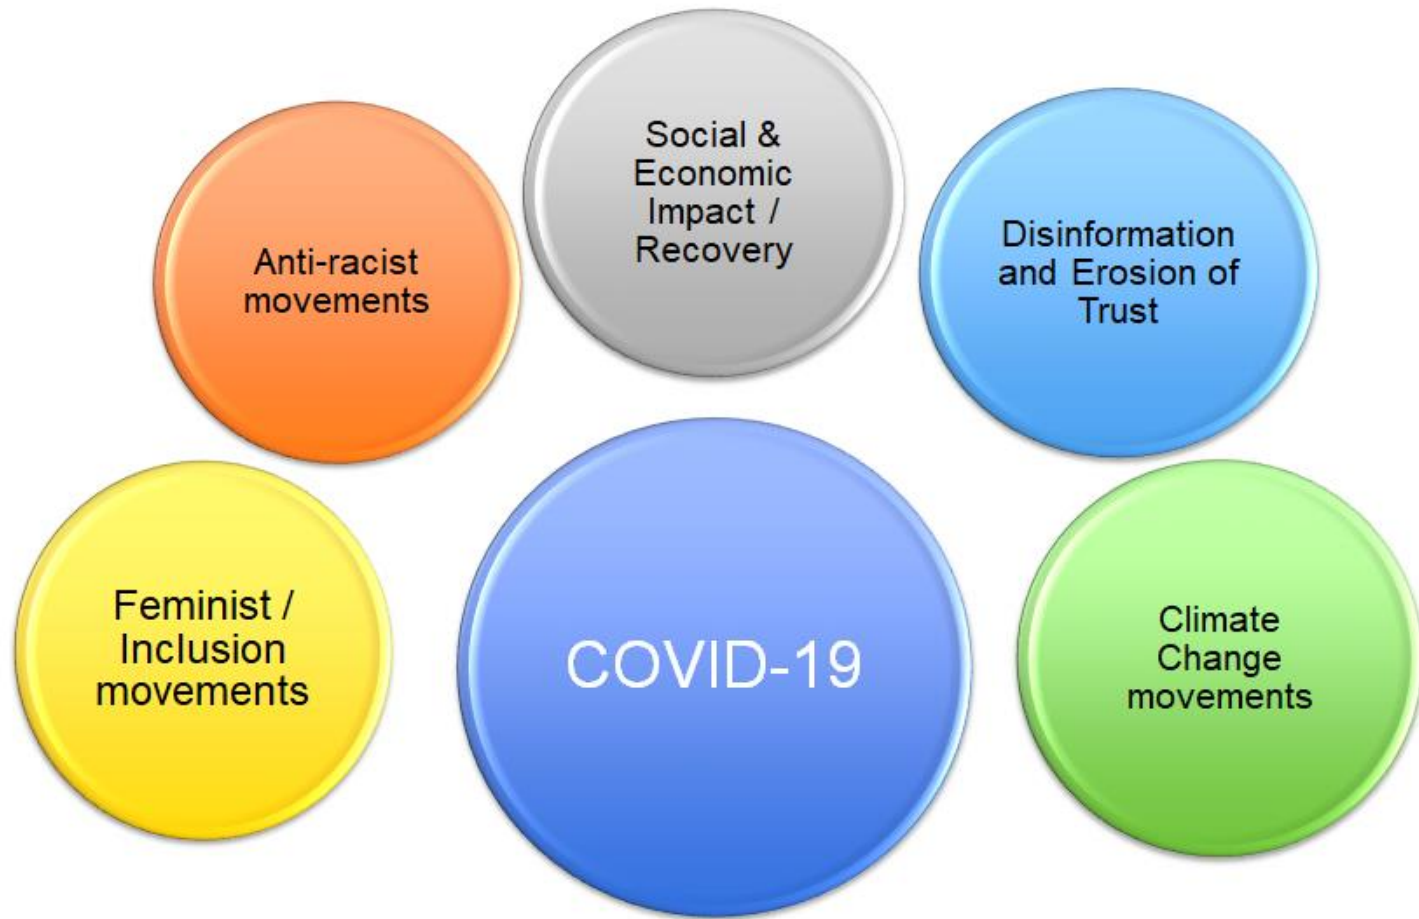 Social &
Economic
Impact /
Recovery
Anti-racist
movements
Disinformation
and Erosion of
Trust
Feminist /
Inclusion
movements
COVID-19
Climate
Change
movements